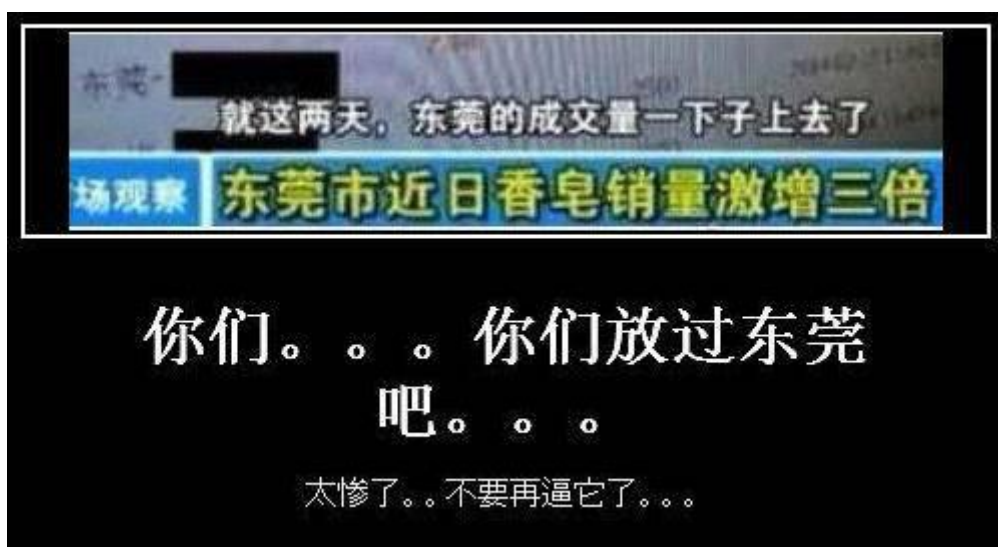 东莞-
就这两天，东莞的成交量一下子上去了
场观察
东莞市近日香皂销量激增三倍
你们。。。你们放过东莞
吧。。。
太惨了。。不要再逼它了。。。